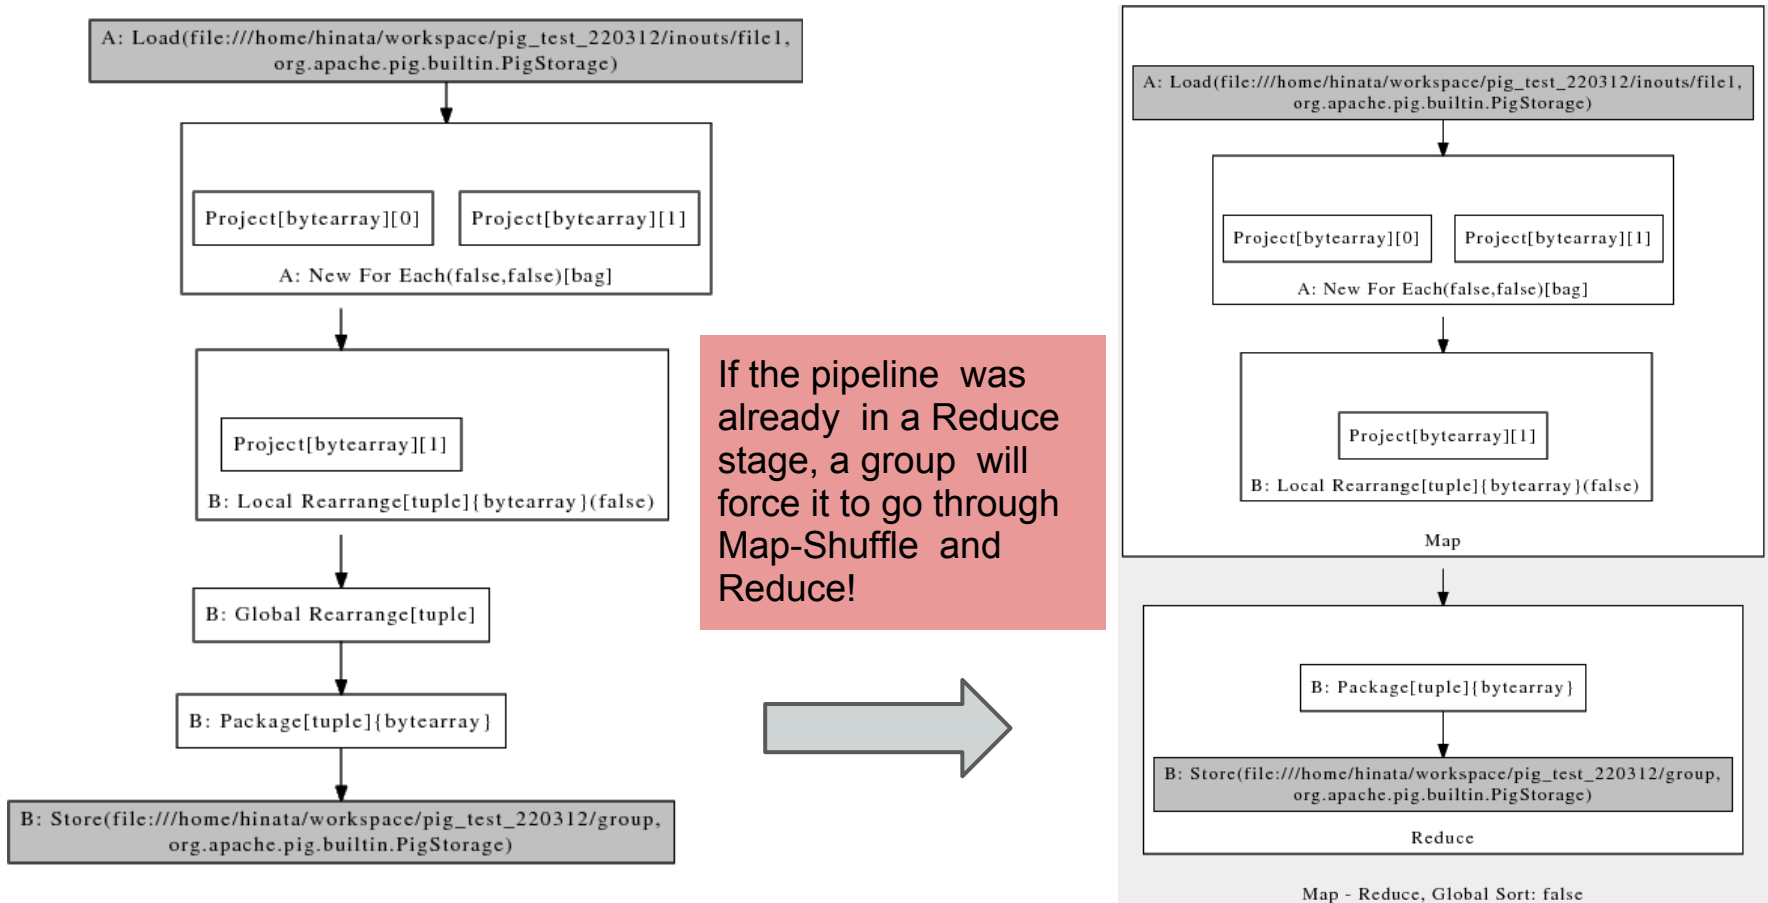 A: Load(file:///home/hinata/workspace/pig_test_220312/inouts/file1,
org.apache.pig.builtin.PigStorage)
Project[bytearray][0]
Project[bytearray][1]
A: New For Each(false,false)[bag]
Project[bytearray][1]
B: Local Rearrange[tuple]{bytearray}(false)
B: Global Rearrange[tuple]
B: Package[tuple]{bytearray}
B: Store(file:///home/hinata/workspace/pig_test_220312/group,
org.apache.pig.builtin.PigStorage)
If the pipeline was
already in a Reduce
stage, a group will
force it to go through
Map-Shuffle and
Reduce!
A: Load(file:///home/hinata/workspace/pig_test_220312/inouts/file1,
org.apache.pig.builtin.PigStorage)
Project[bytearray][0]
Project[bytearray][1]
A: New For Each(false,false)[bag]
Project[bytearray][1]
B: Local Rearrange[tuple]{bytearray}(false)
Map
B: Package[tuple]{bytearray}
B: Store(file:///home/hinata/workspace/pig_test_220312/group,
org.apache.pig.builtin.PigStorage)
Reduce
Map - Reduce, Global Sort: false